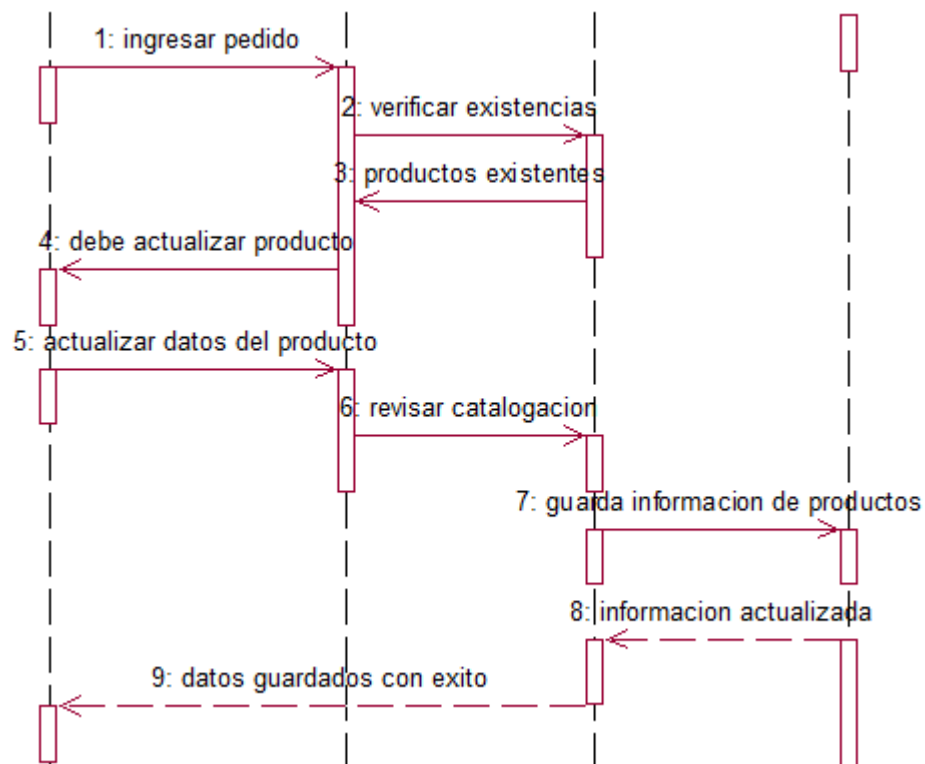 1: ingresar pedido
2: verificar existencias
3: productos existentes
4: debe actualizar producto
5: actualizar datos del producto
6: revisar catalogacion
7: guarda informacion de productos
8: informacion actualizada
9: datos guardados con exito